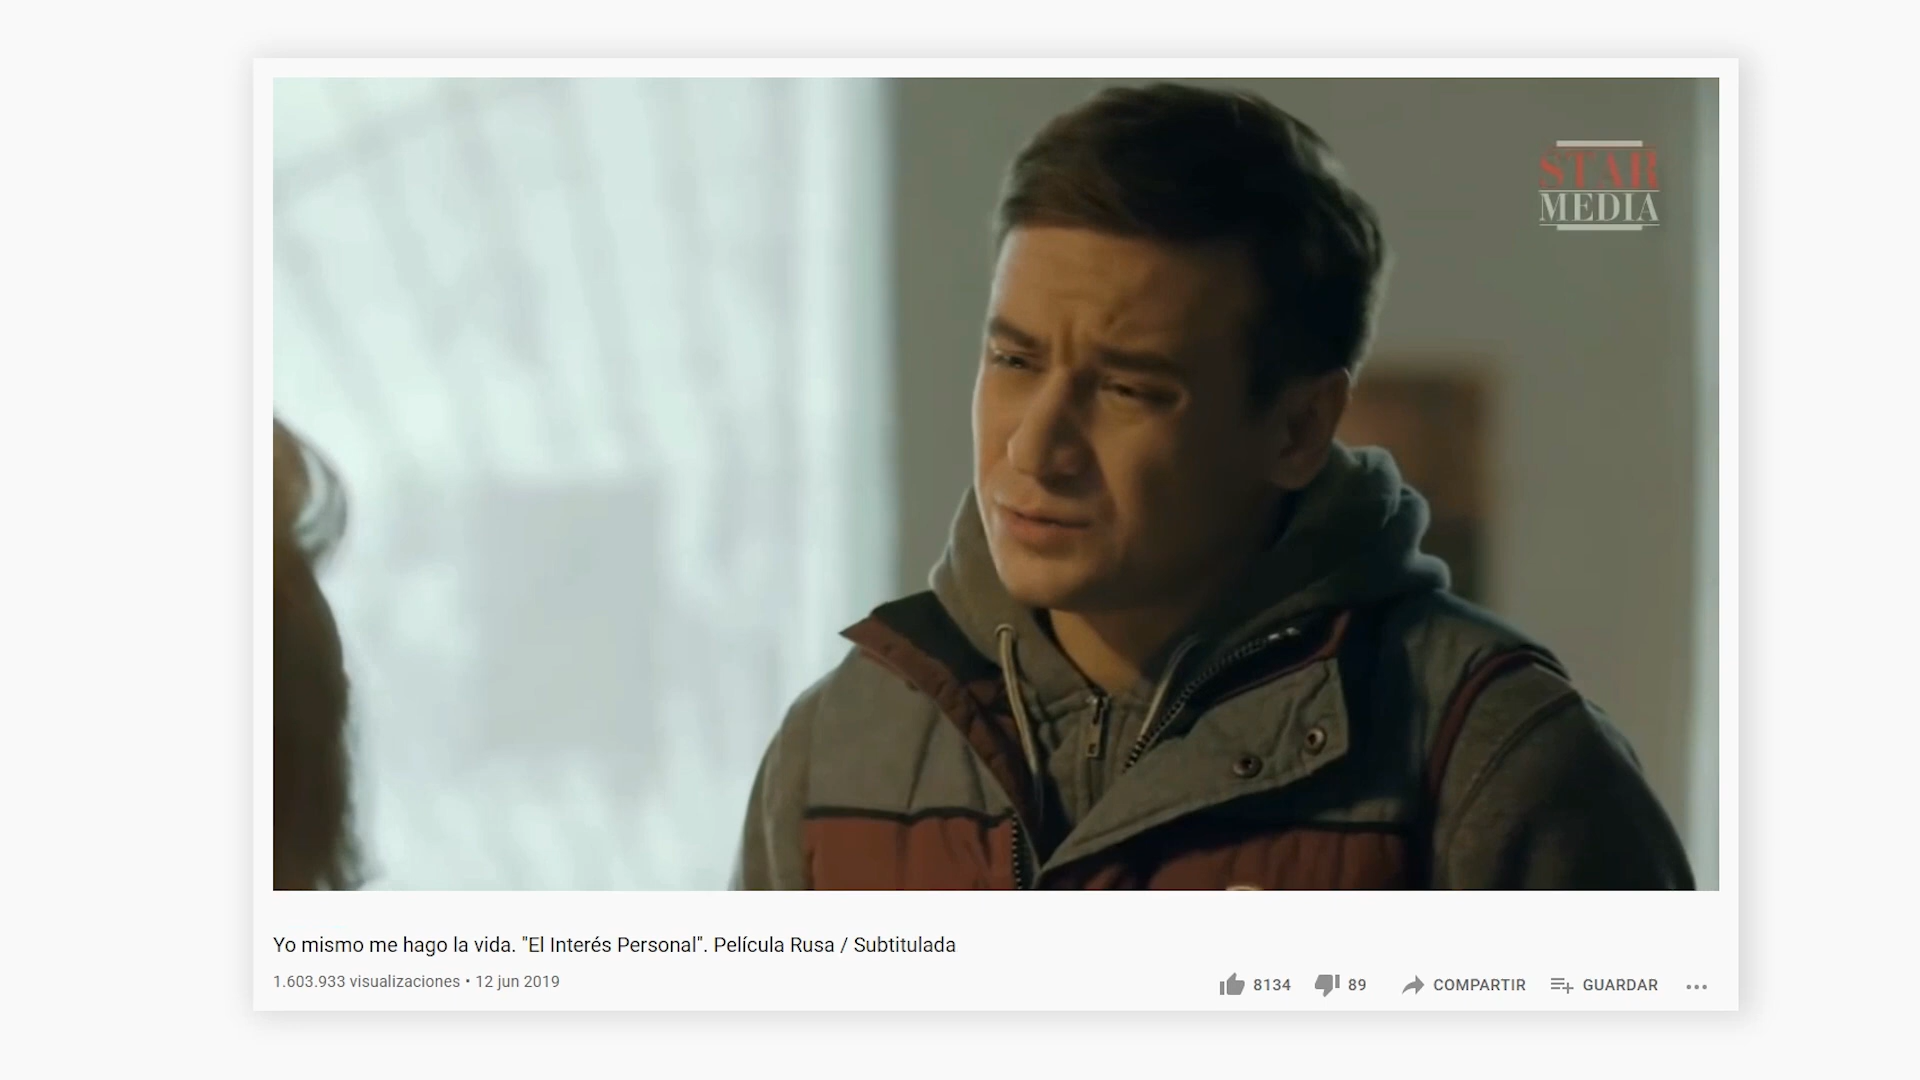 STAR
MEDIA
Yo mismo me hago la vida. "El Interés Personal". Película Rusa / Subtitulada
1.603.933 visualizaciones • 12 jun 2019
8134 89 COMPARTIR GUARDAR